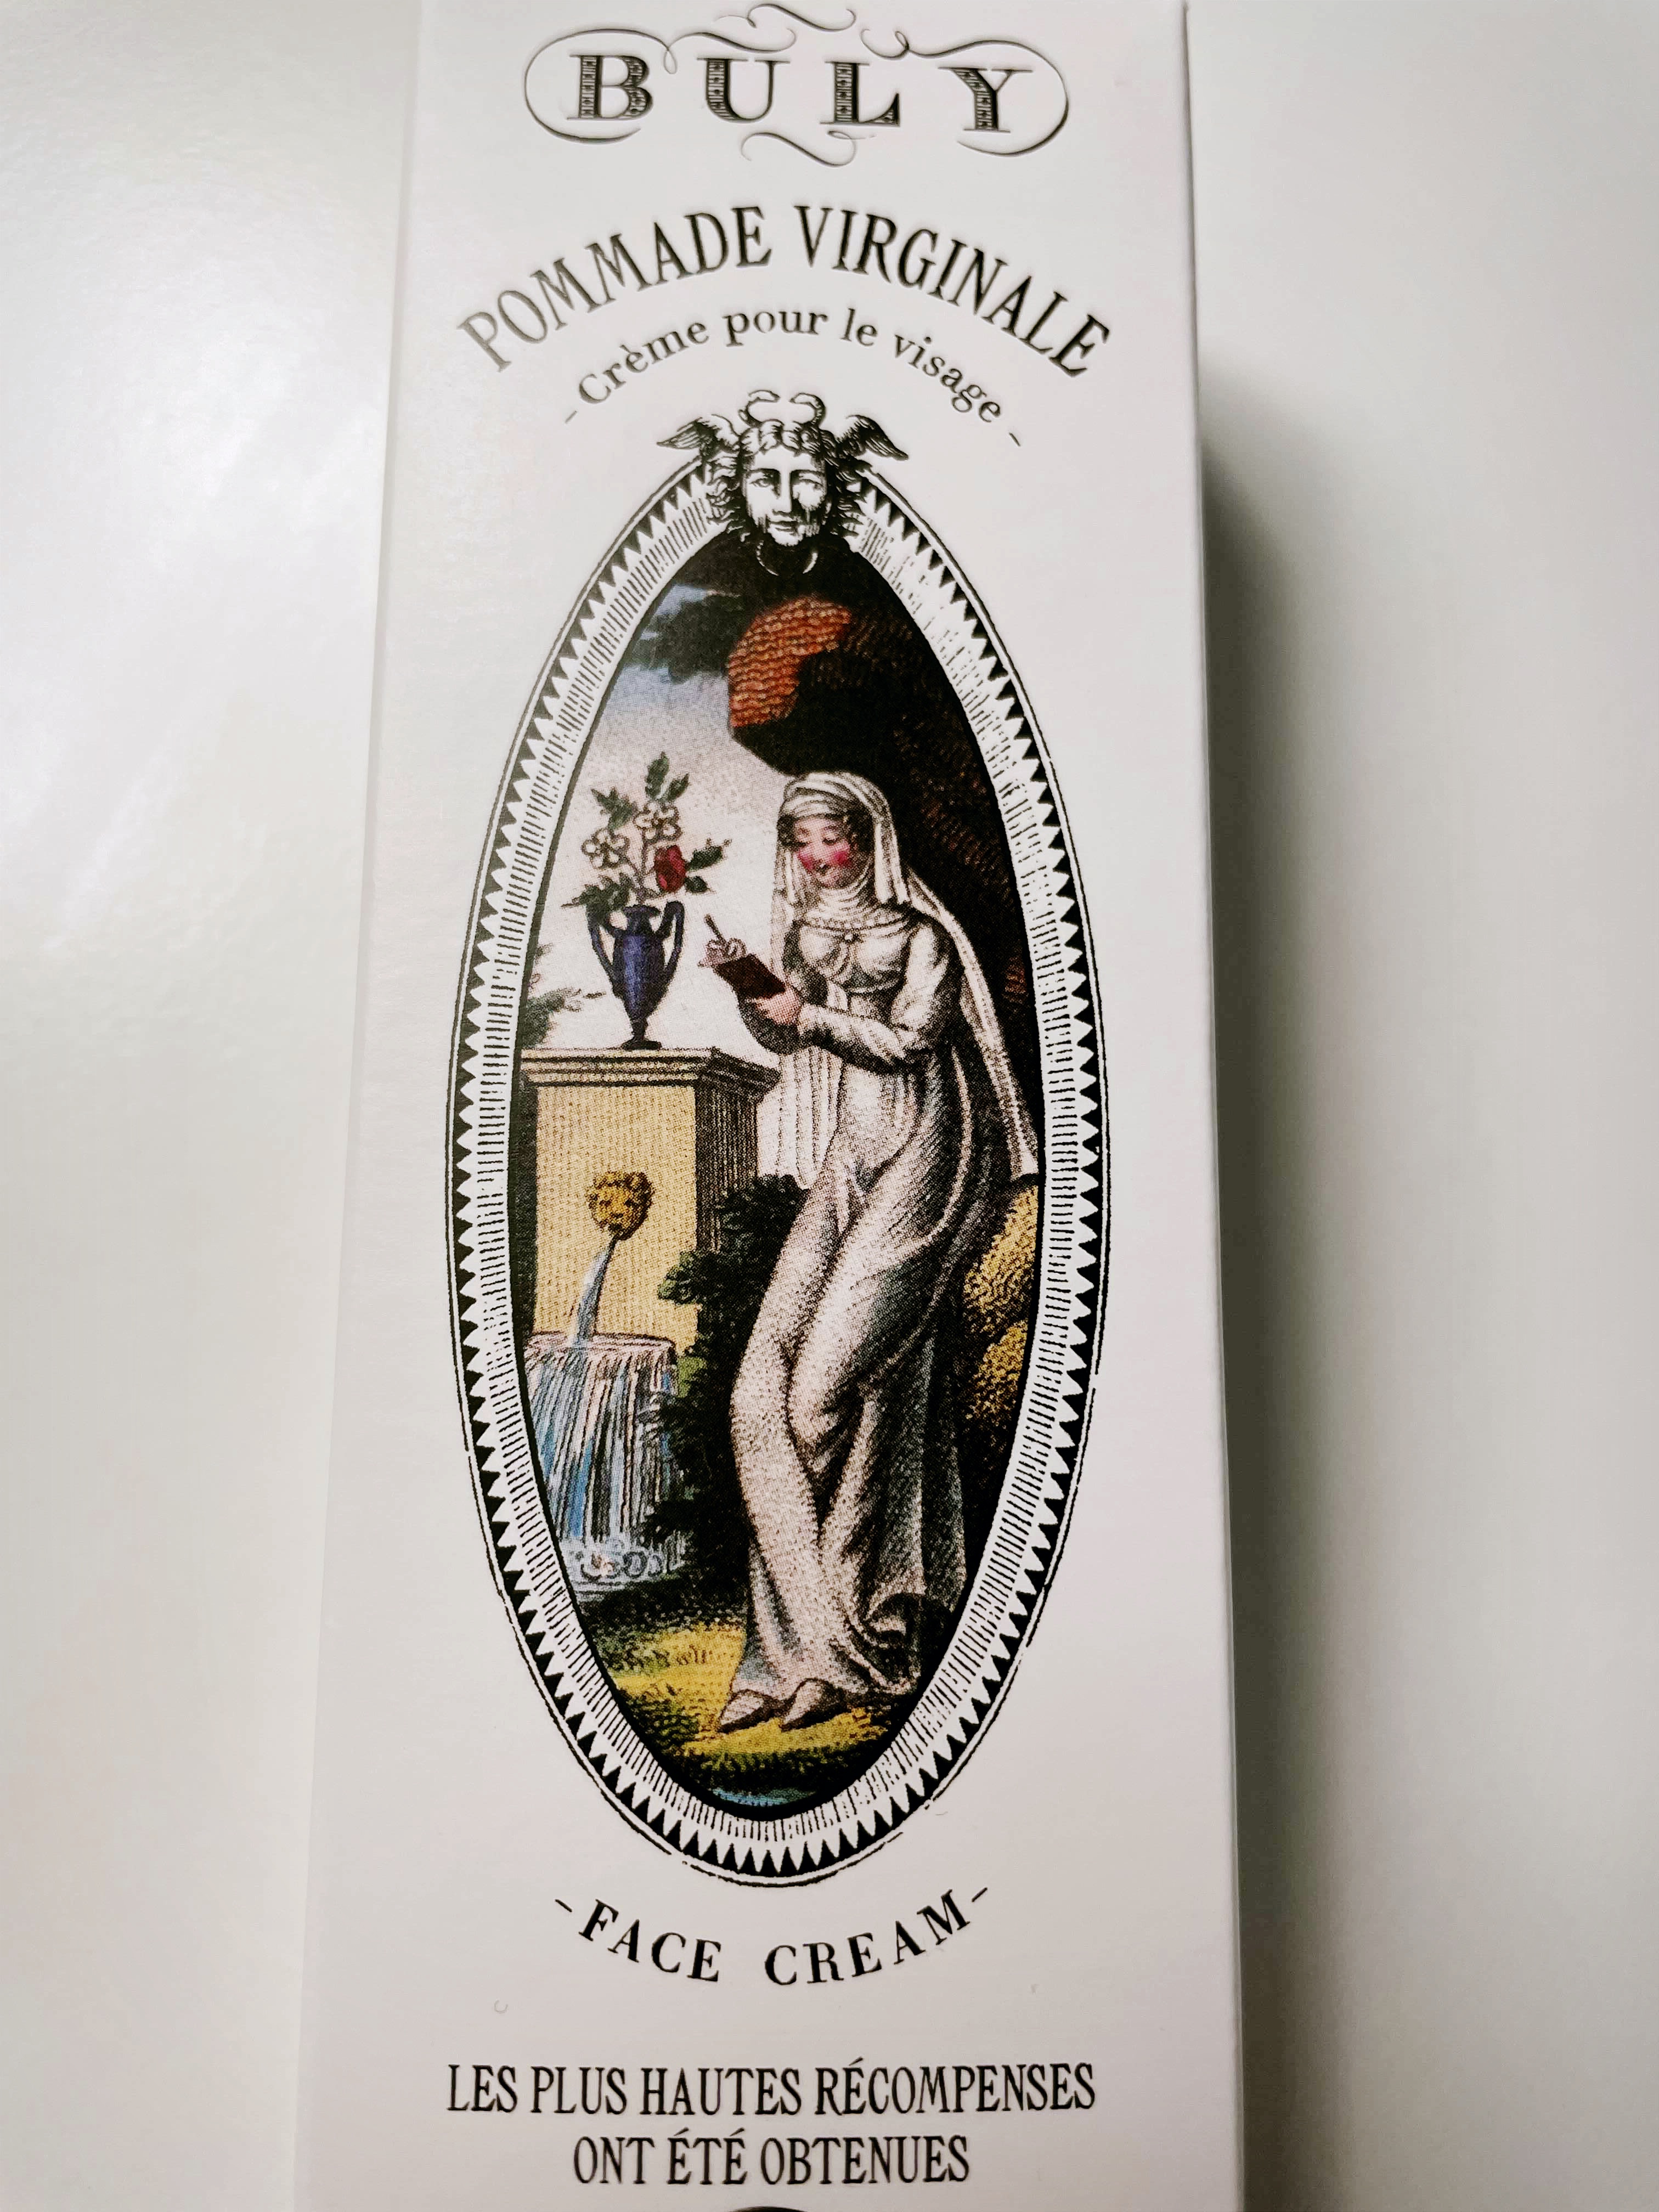 BULY
POMMADE VIRGINALE
- Crème pour le visage -
-FACE CREAM-
LES PLUS HAUTES RÉCOMPENSES
ONT ÉTÉ OBTENUES